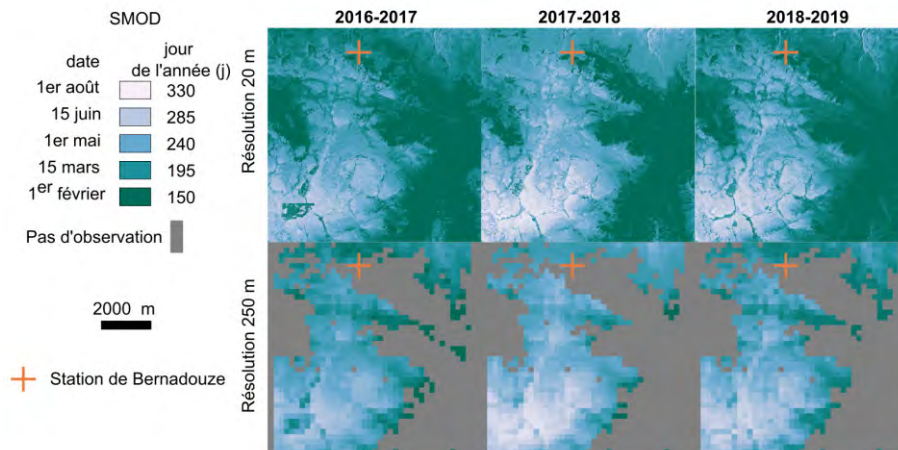 SMOD
2016-2017
2017-2018
2018-2019
date
jour
de l'année (j)
1er août
330
15 juin
285
1er mai
240
15 mars
195
1er février
150
Pas d'observation
2000 m
Station de Bernadouze
Résolution 20 m
Résolution 250 m